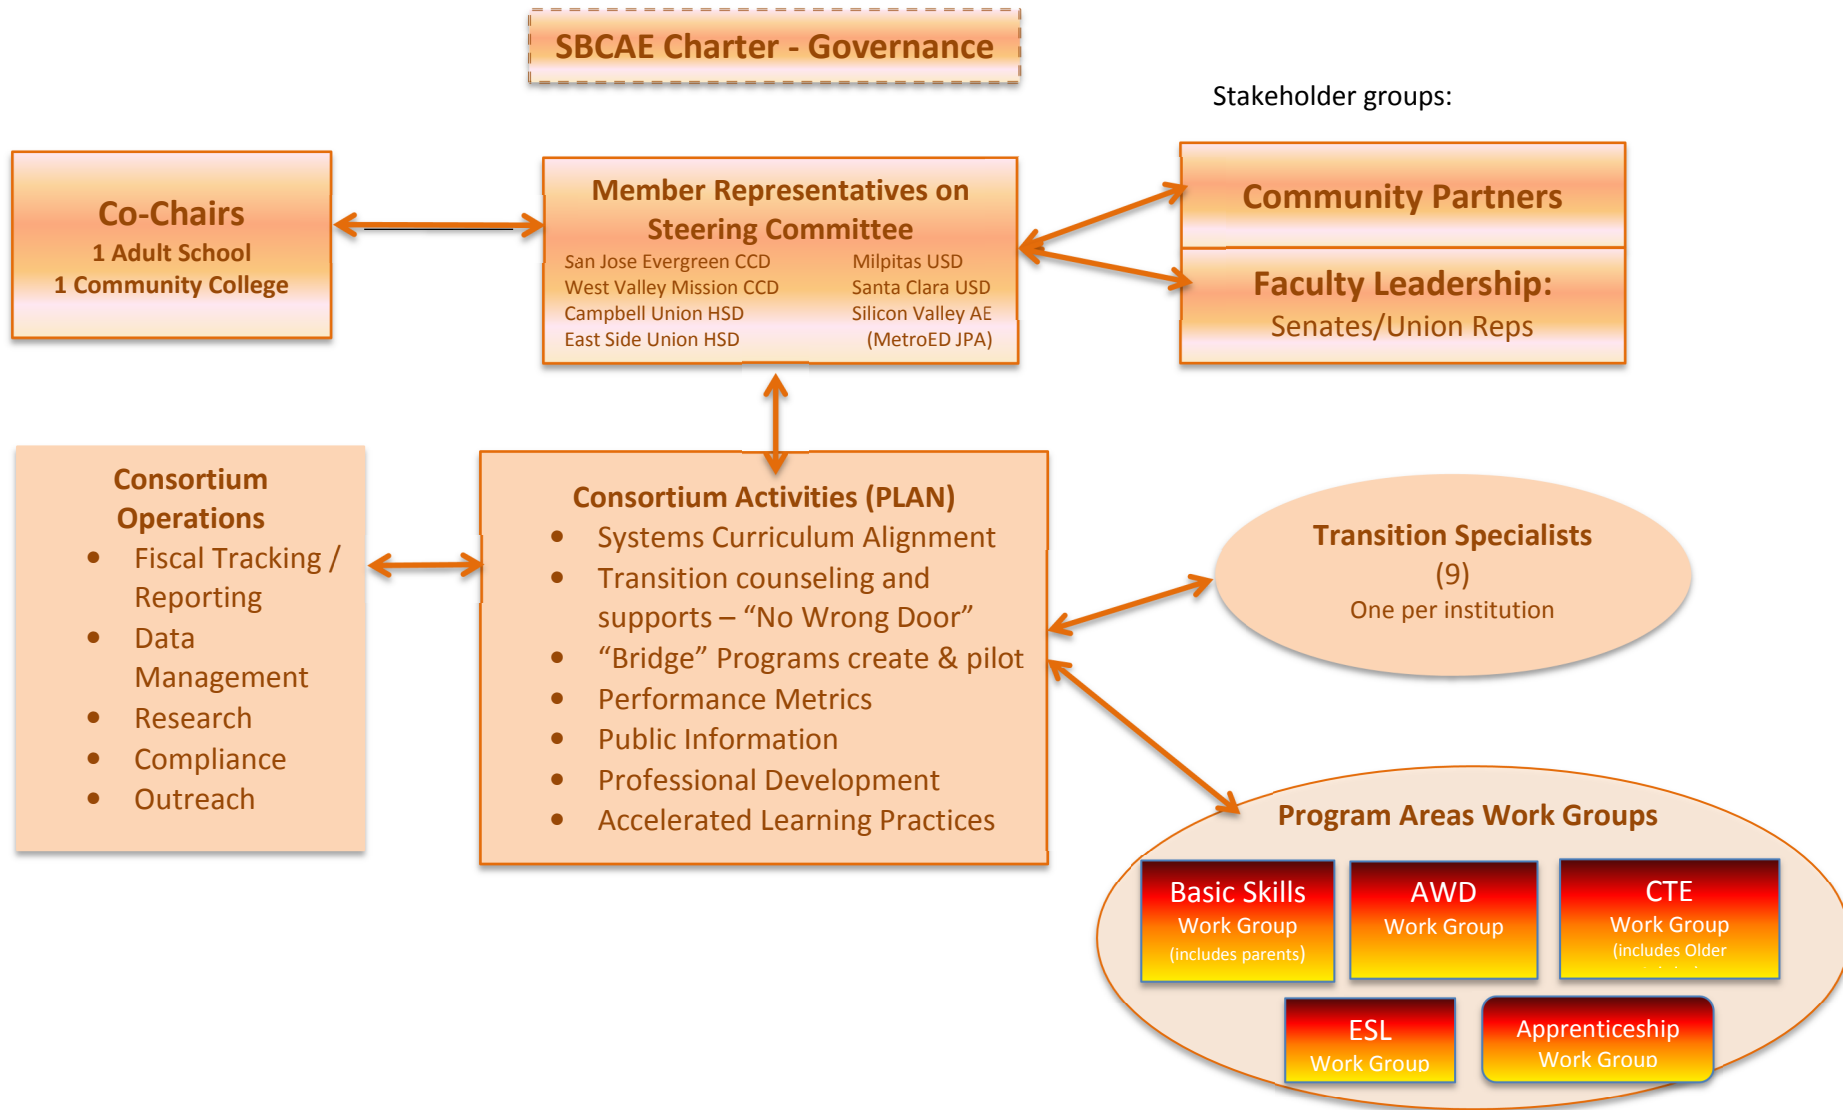 SBCAE Charter - Governance
Stakeholder groups:
Co-Chairs
1 Adult School
1 Community College
Member Representatives on
Steering Committee
San Jose Evergreen CCD
West Valley Mission CCD
Campbell Union HSD
East Side Union HSD
Milpitas USD
Santa Clara USD
Silicon Valley AE
(MetroED JPA)
Community Partners
Faculty Leadership:
Senates/Union Reps
Consortium
Operations
• Fiscal Tracking /
Reporting
• Data
Management
• Research
• Compliance
• Outreach
Consortium Activities (PLAN)
• Systems Curriculum Alignment
• Transition counseling and
supports – “No Wrong Door”
• “Bridge” Programs create & pilot
• Performance Metrics
• Public Information
• Professional Development
• Accelerated Learning Practices
Transition Specialists
(9)
One per institution
Program Areas Work Groups
Basic Skills
Work Group
(includes parents)
AWD
Work Group
CTE
Work Group
(includes Older
ESL
Work Group
Apprenticeship
Work Group